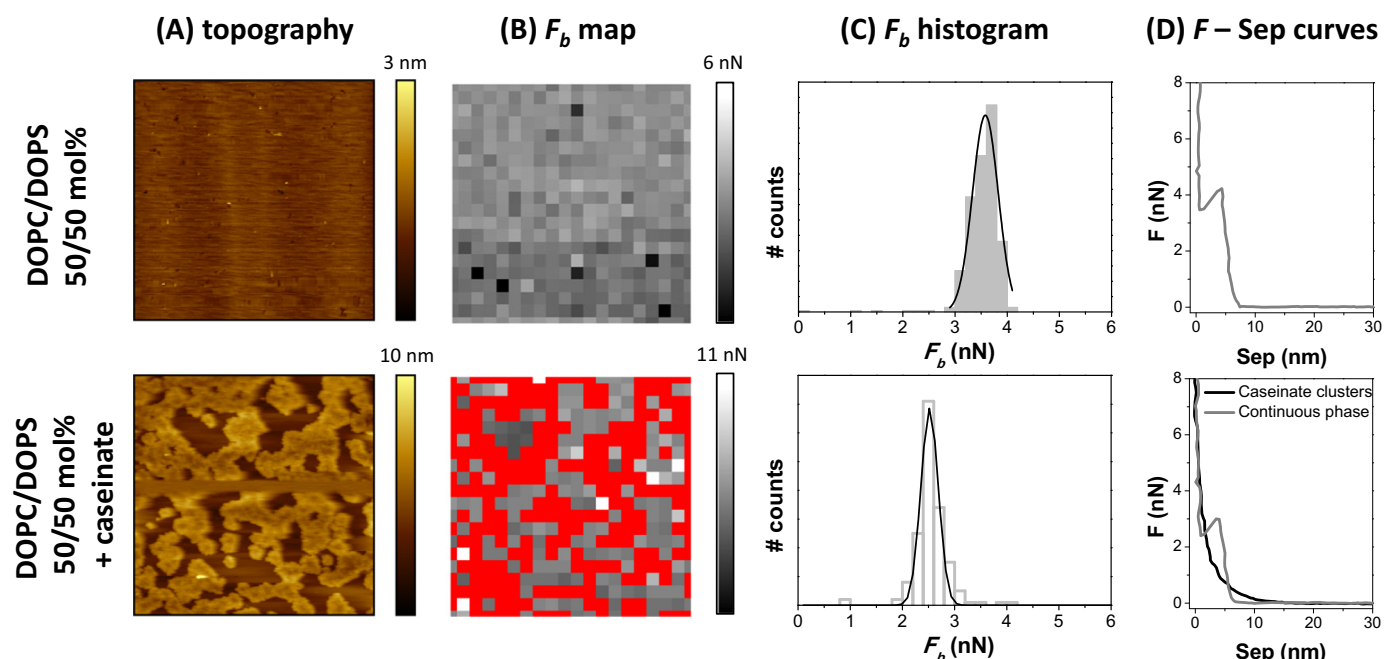 (A) topography
(B) F_b map
(C) F_b histogram
(D) F – Sep curves
DOPC/DOPS
50/50 mol%
3 nm
6 nN
# counts
0 1 2 3 4 5 6
F_b (nN)
8
6
4
2
0
F (nN)
0 10 20 30
Sep (nm)
DOPC/DOPS
50/50 mol%
+ caseinate
10 nm
11 nN
# counts
0 1 2 3 4 5 6
F_b (nN)
Caseinate clusters
Continuous phase
8
6
4
2
0
F (nN)
0 10 20 30
Sep (nm)